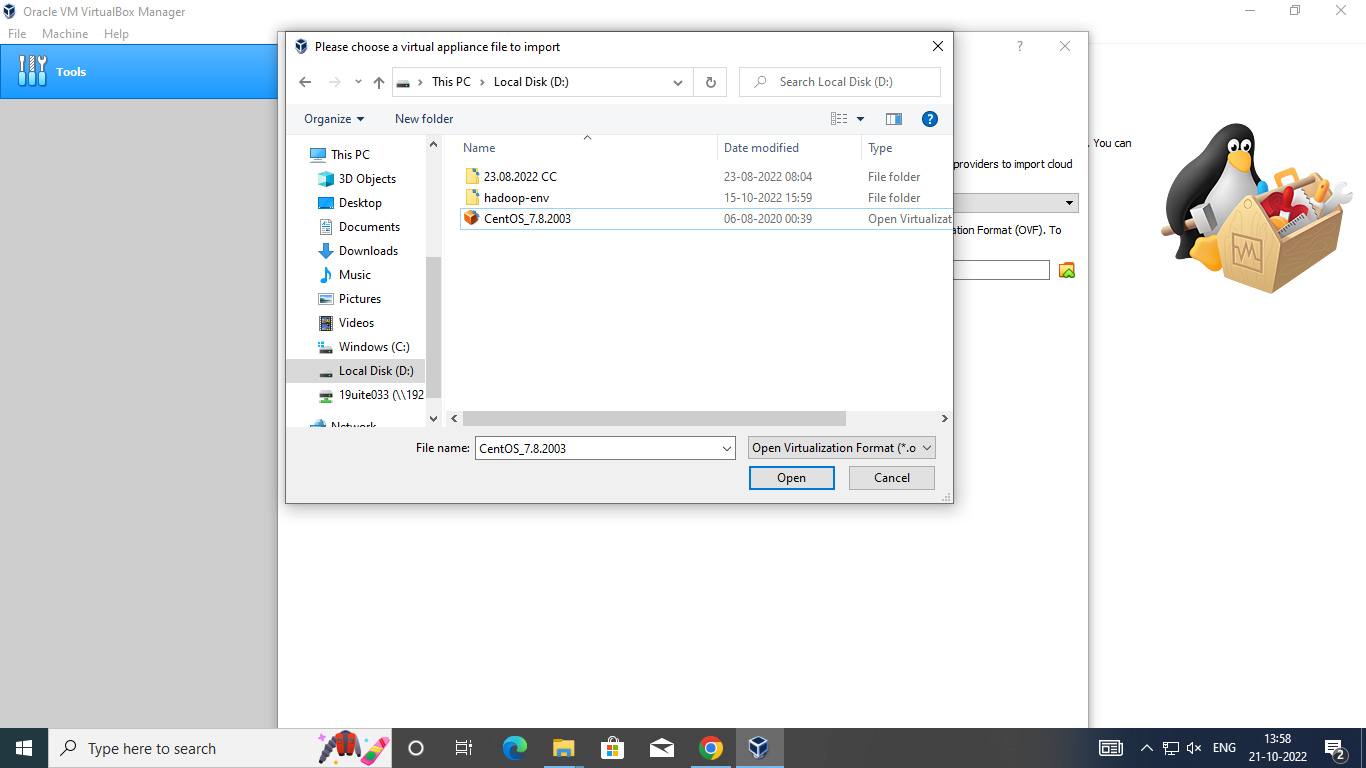 Oracle VM VirtualBox Manager
File Machine Help
Tools
Please choose a virtual appliance file to import
?
This PC Local Disk (D:)
Search Local Disk (D:)
Organize
New folder
?
Name Date modified Type
This PC
3D Objects
Desktop
Documents
Downloads
Music
Pictures
Videos
Windows (C:)
Local Disk (D:)
19uite033 (\\192
Network
23.08.2022 CC 23-08-2022 08:04 File folder
hadoop-env 15-10-2022 15:59 File folder
CentOS_7.8.2003 06-08-2020 00:39 Open Virtualizat
. You can
providers to import cloud
ation Format (OVF). To
File name: CentOS_7.8.2003 Open Virtualization Format (*.o
Open Cancel
Type here to search
ENG
13:58
21-10-2022
2